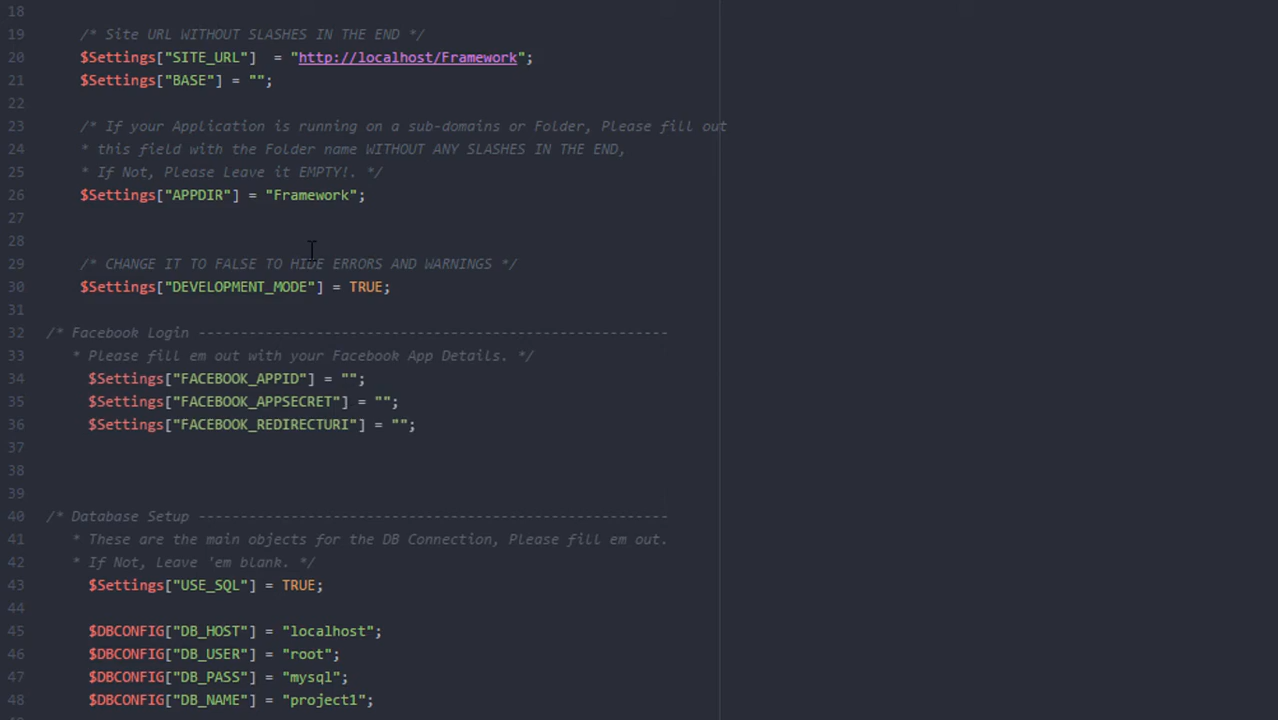 18
19 /* Site URL WITHOUT SLASHES IN THE END */
20 $Settings["SITE_URL"]  = "http://localhost/Framework";
21 $Settings["BASE"] = "";
22
23 /* If your Application is running on a sub-domains or Folder, Please fill out
24 * this field with the Folder name WITHOUT ANY SLASHES IN THE END,
25 * If Not, Please Leave it EMPTY!. */
26 $Settings["APPDIR"] = "Framework";
27
28
29 /* CHANGE IT TO FALSE TO HIDE ERRORS AND WARNINGS */
30 $Settings["DEVELOPMENT_MODE"] = TRUE;
31
32 /* Facebook Login --------------------------------------------------------
33 * Please fill em out with your Facebook App Details. */
34 $Settings["FACEBOOK_APPID"] = "";
35 $Settings["FACEBOOK_APPSECRET"] = "";
36 $Settings["FACEBOOK_REDIRECTURI"] = "";
37
38
39
40 /* Database Setup --------------------------------------------------------
41 * These are the main objects for the DB Connection, Please fill em out.
42 * If Not, Leave 'em blank. */
43 $Settings["USE_SQL"] = TRUE;
44
45 $DBCONFIG["DB_HOST"] = "localhost";
46 $DBCONFIG["DB_USER"] = "root";
47 $DBCONFIG["DB_PASS"] = "mysql";
48 $DBCONFIG["DB_NAME"] = "project1";